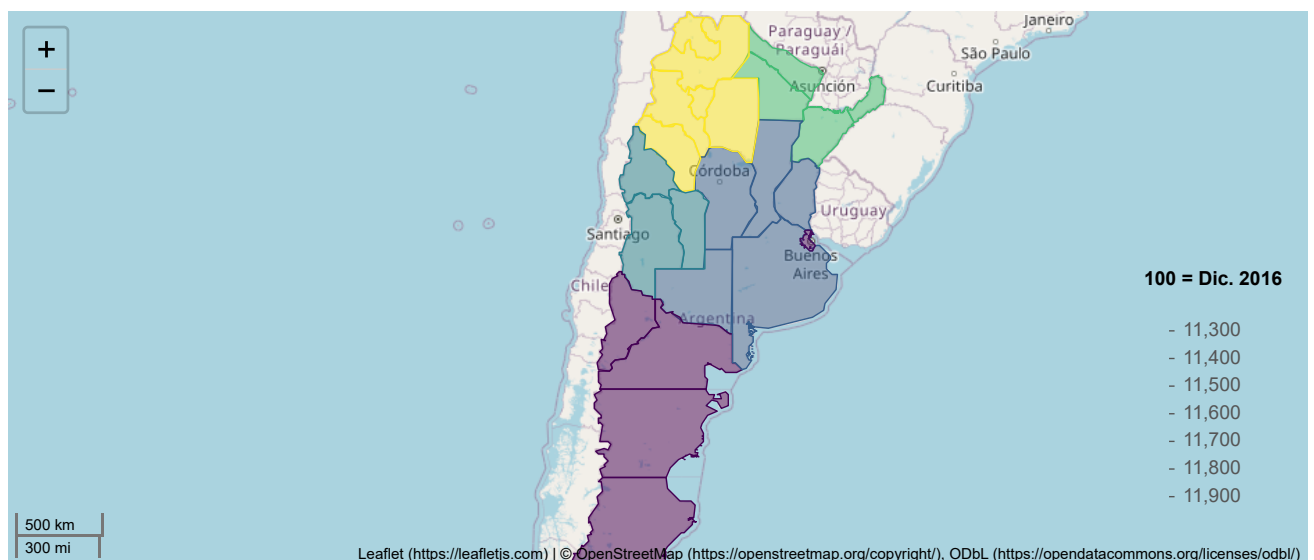 +
−
Janeiro
Paraguay /
Paraguái
São Paulo
Asunción
Curitiba
Córdoba
Uruguay
Santiago
Buenos
Aires
Chile
100 = Dic. 2016
Argentina
- 11,300
- 11,400
- 11,500
- 11,600
- 11,700
- 11,800
- 11,900
500 km
300 mi
Leaflet (https://leafletjs.com) | © OpenStreetMap (https://openstreetmap.org/copyright/), ODbL (https://opendatacommons.org/licenses/odbl/)